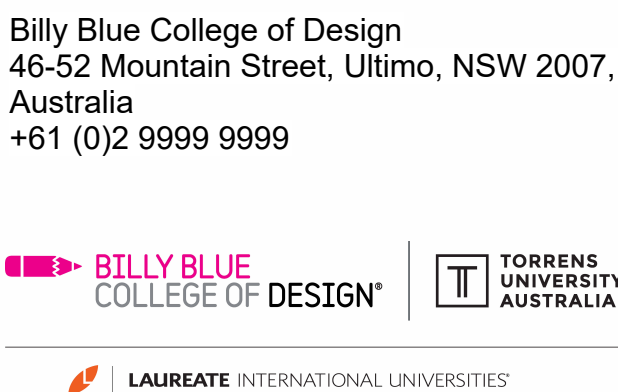 Billy Blue College of Design
46-52 Mountain Street, Ultimo, NSW 2007,
Australia
+61 (0)2 9999 9999
BILLY BLUE
COLLEGE OF DESIGN®
TORRENS
UNIVERSITY
AUSTRALIA
LAUREATE INTERNATIONAL UNIVERSITIES®